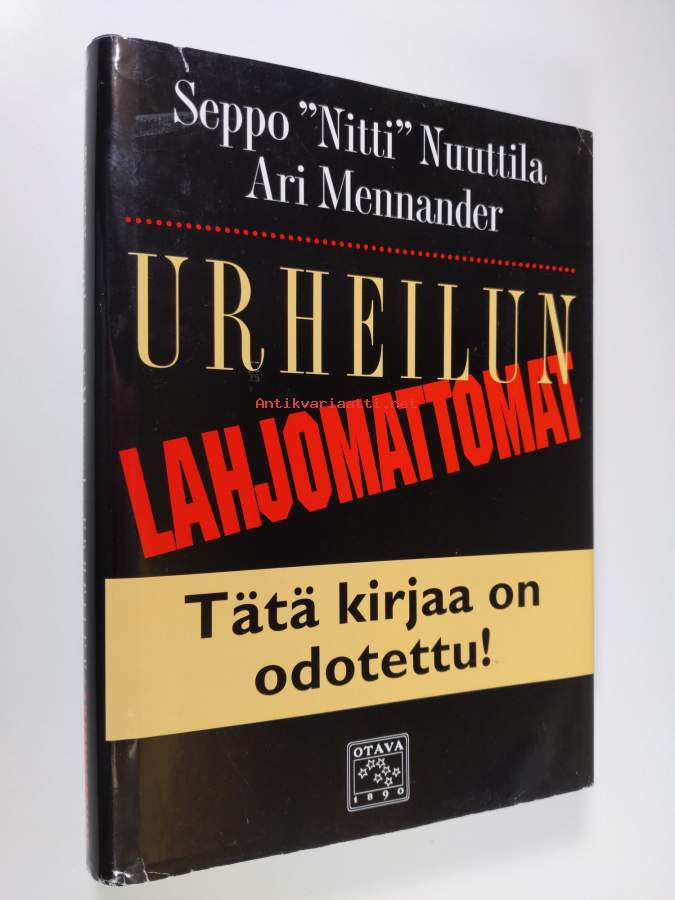 Seppo ”Nitti” Nuuttila
Ari Mennander
URHEILUN
Antikvariaatti.net
LAHJOMATTOMAT
Tätä kirjaa on
odotettu!
OTAVA
1890